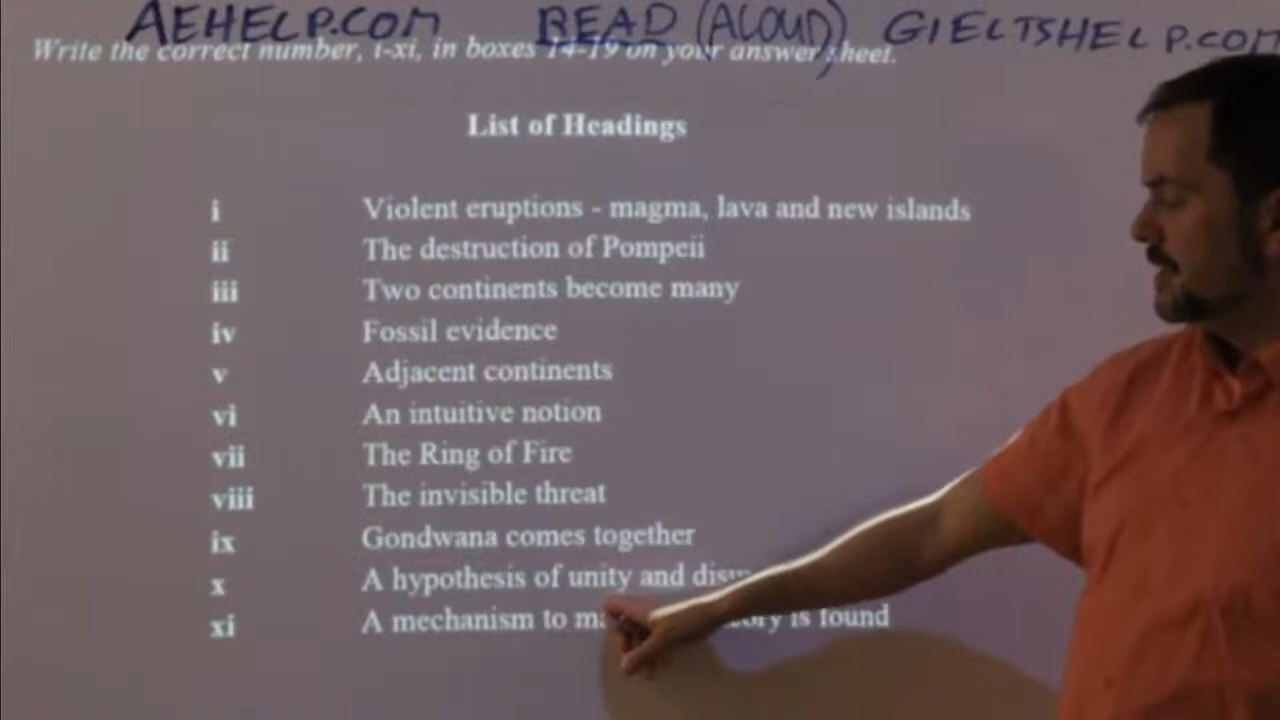 AEHELP.COM READ (ALOUD) GIELTSHELP.COM
Write the correct number, i-xi, in boxes 14-19 on your answer sheet.
List of Headings
i Violent eruptions - magma, lava and new islands
ii The destruction of Pompeii
iii Two continents become many
iv Fossil evidence
v Adjacent continents
vi An intuitive notion
vii The Ring of Fire
viii The invisible threat
ix Gondwana comes together
x A hypothesis of unity and
xi A mechanism to is found